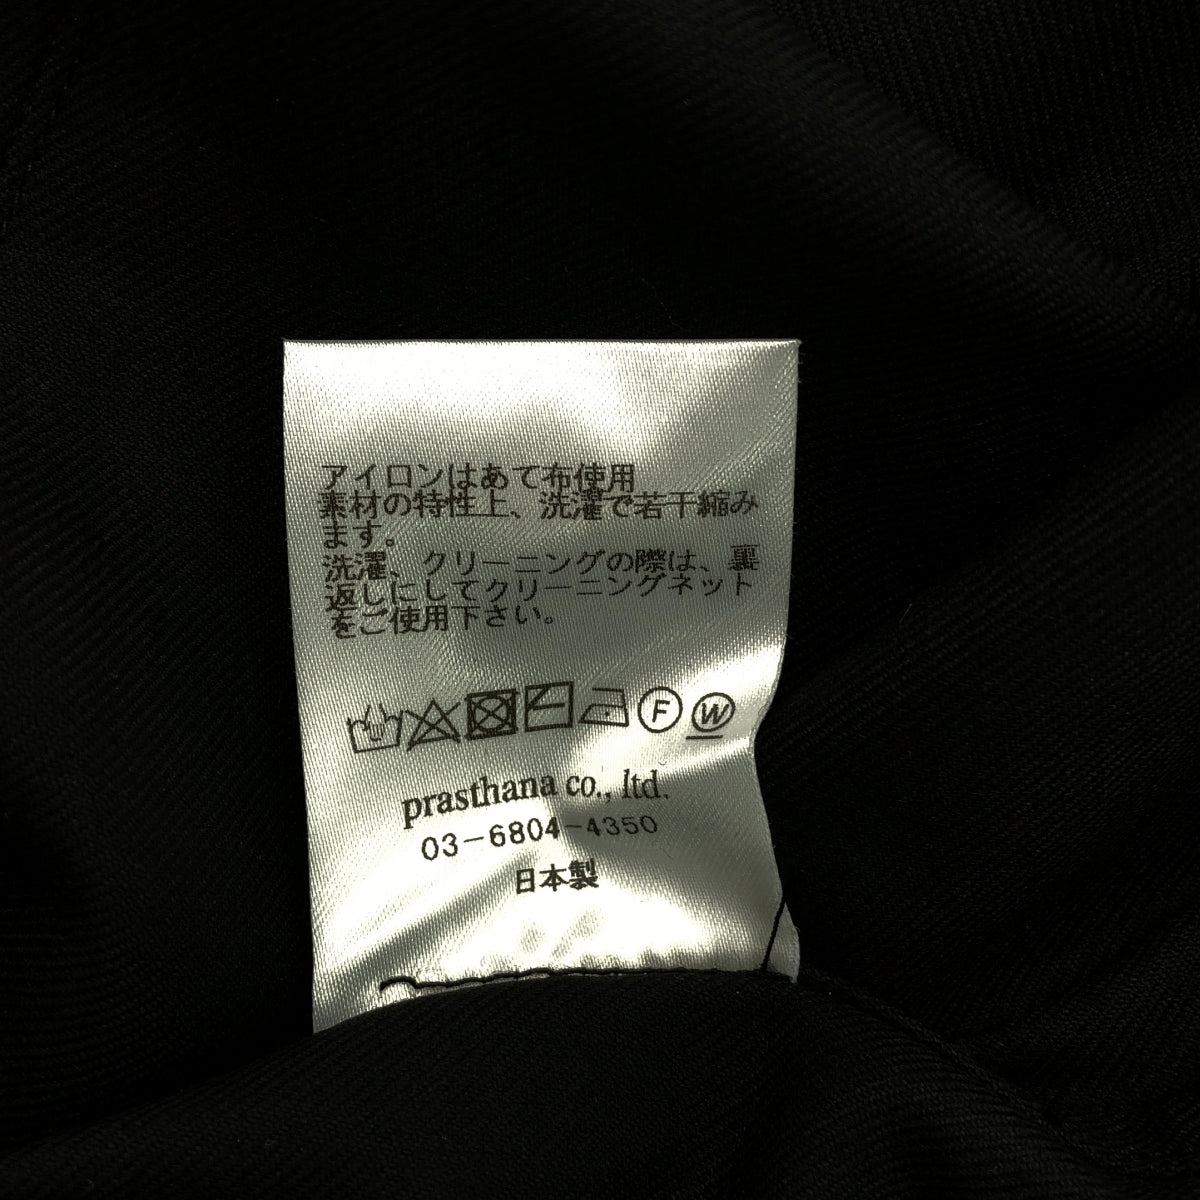 アイロンはあて布使用
素材の特性上、洗濯で若干縮み
ます。
洗濯、クリーニングの際は、裏
返しにしてクリーニングネット
をご使用下さい。
F W
prasthana co., ltd.
03-6804-4350
日本製